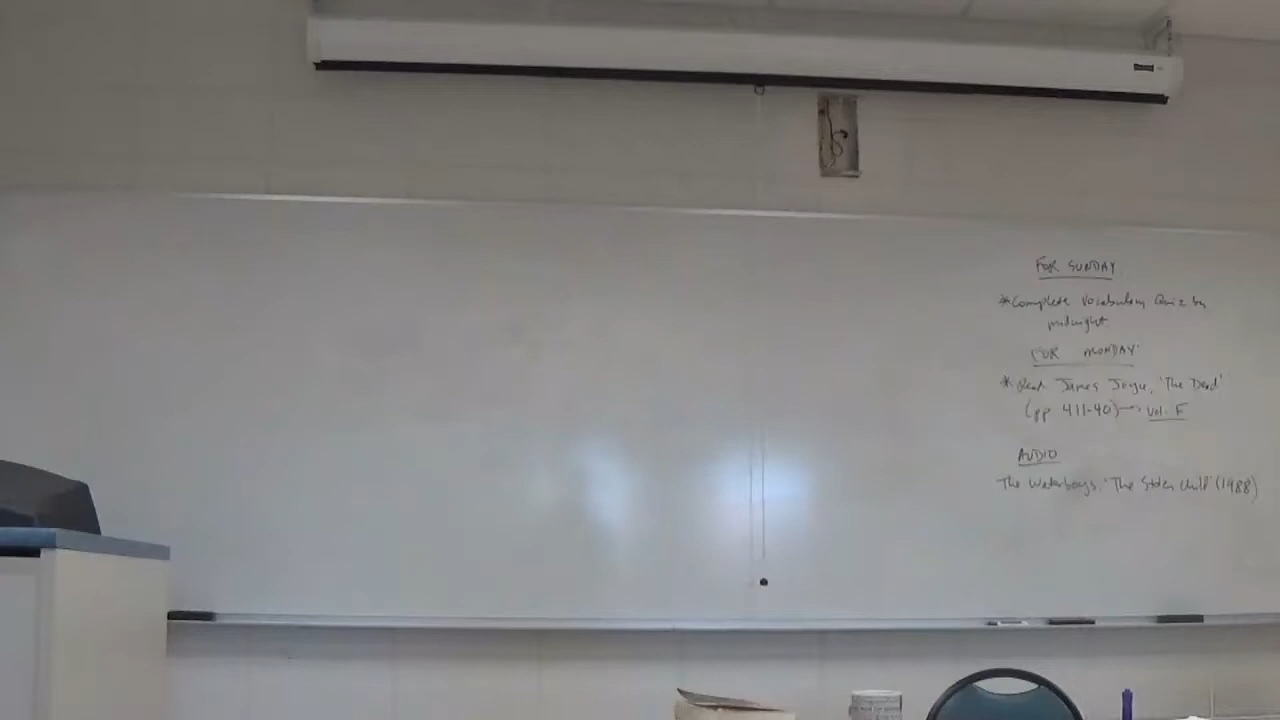 FOR SUNDAY
*Complete Vocabulary Quiz by
midnight.
FOR MONDAY
*Read James Joyce, 'The Dead'
(pp 411-40)→ Vol. F
AUDIO
The Waterboys, 'The Stolen Child' (1988)